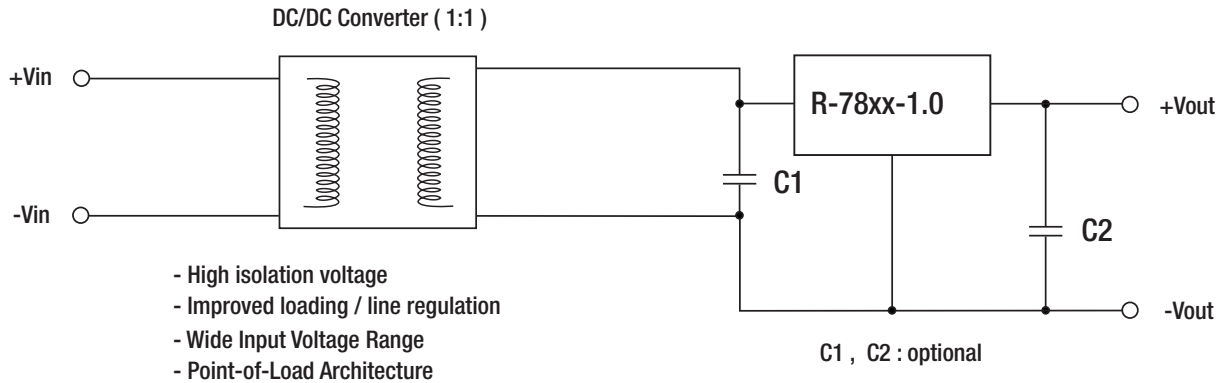 DC/DC Converter ( 1:1 )
+Vin
R-78xx-1.0
+Vout
C1
-Vin
C2
- High isolation voltage
- Improved loading / line regulation
-Vout
- Wide Input Voltage Range
C1 , C2 : optional
- Point-of-Load Architecture